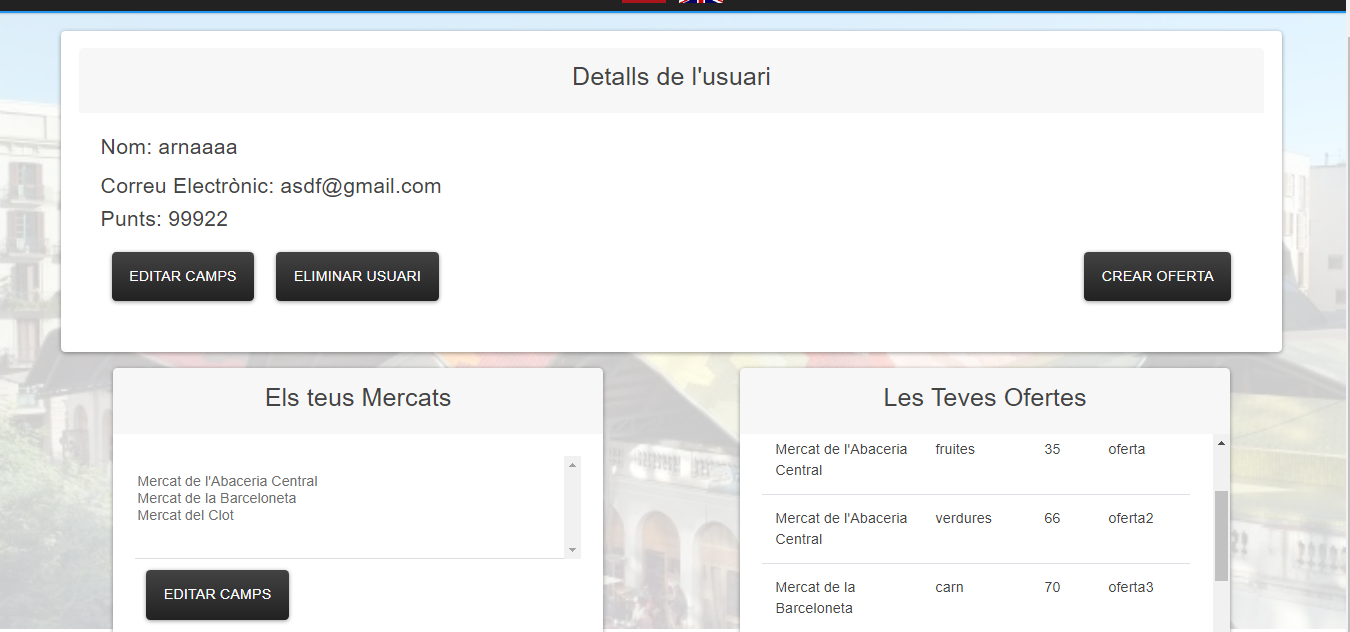 Detalls de l'usuari
Nom: arnaaaa
Correu Electrònic: asdf@gmail.com
Punts: 99922
EDITAR CAMPS
ELIMINAR USUARI
CREAR OFERTA
Els teus Mercats
Mercat de l'Abaceria Central
Mercat de la Barceloneta
Mercat del Clot
EDITAR CAMPS
Les Teves Ofertes
Mercat de l'Abaceria Central fruites 35 oferta
Mercat de l'Abaceria Central verdures 66 oferta2
Mercat de la Barceloneta carn 70 oferta3